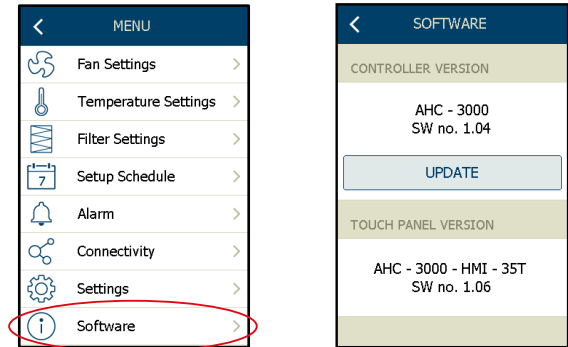 MENU
Fan Settings
Temperature Settings
Filter Settings
7
Setup Schedule
Alarm
Connectivity
Settings
i
Software
SOFTWARE
CONTROLLER VERSION
AHC - 3000
SW no. 1.04
UPDATE
TOUCH PANEL VERSION
AHC - 3000 - HMI - 35T
SW no. 1.06